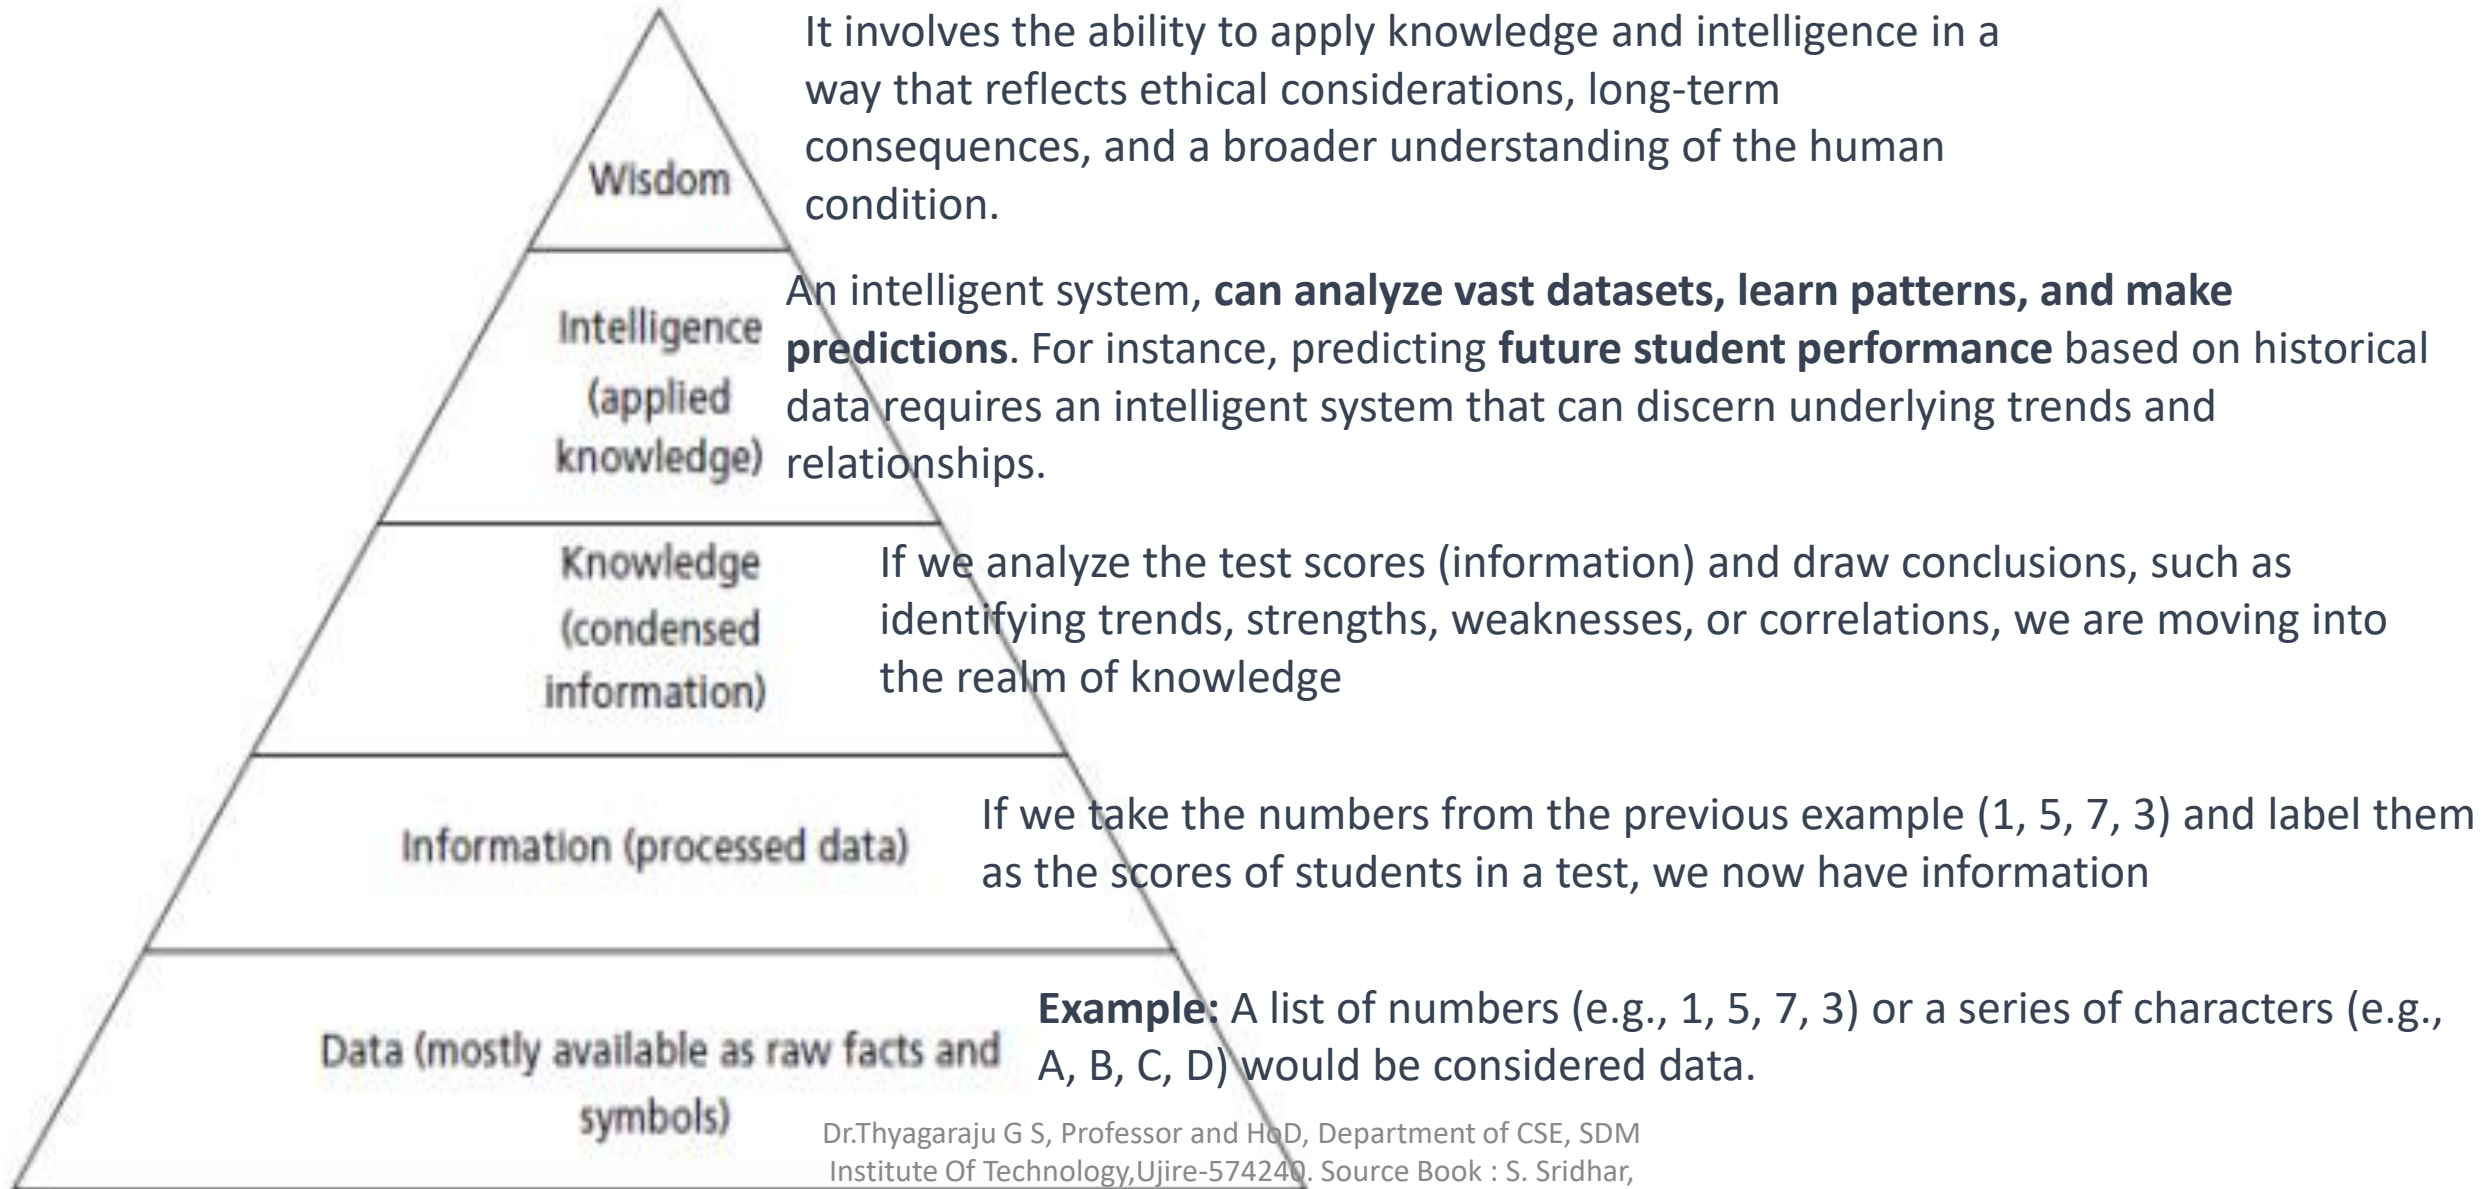 It involves the ability to apply knowledge and intelligence in a
way that reflects ethical considerations, long-term
consequences, and a broader understanding of the human
condition.
Wisdom
An intelligent system, can analyze vast datasets, learn patterns, and make
predictions. For instance, predicting future student performance based on historical
data requires an intelligent system that can discern underlying trends and
relationships.
Intelligence
(applied
knowledge)
Knowledge
(condensed
information)
If we analyze the test scores (information) and draw conclusions, such as
identifying trends, strengths, weaknesses, or correlations, we are moving into
the realm of knowledge
Information (processed data)
If we take the numbers from the previous example (1, 5, 7, 3) and label them
as the scores of students in a test, we now have information
Data (mostly available as raw facts and
symbols)
Example: A list of numbers (e.g., 1, 5, 7, 3) or a series of characters (e.g.,
A, B, C, D) would be considered data.
Dr.Thyagaraju G S, Professor and HoD, Department of CSE, SDM
Institute Of Technology,Ujire-574240. Source Book : S. Sridhar,